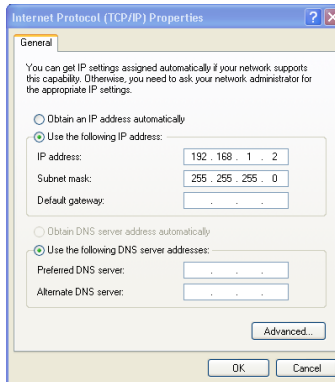 Internet Protocol (TCP/IP) Properties
General
You can get IP settings assigned automatically if your network supports
this capability. Otherwise, you need to ask your network administrator for
the appropriate IP settings.
Obtain an IP address automatically
Use the following IP address:
IP address: 192 . 168 . 1 . 2
Subnet mask: 255 . 255 . 255 . 0
Default gateway: . . .
Obtain DNS server address automatically
Use the following DNS server addresses:
Preferred DNS server: . . .
Alternate DNS server: . . .
Advanced...
OK Cancel